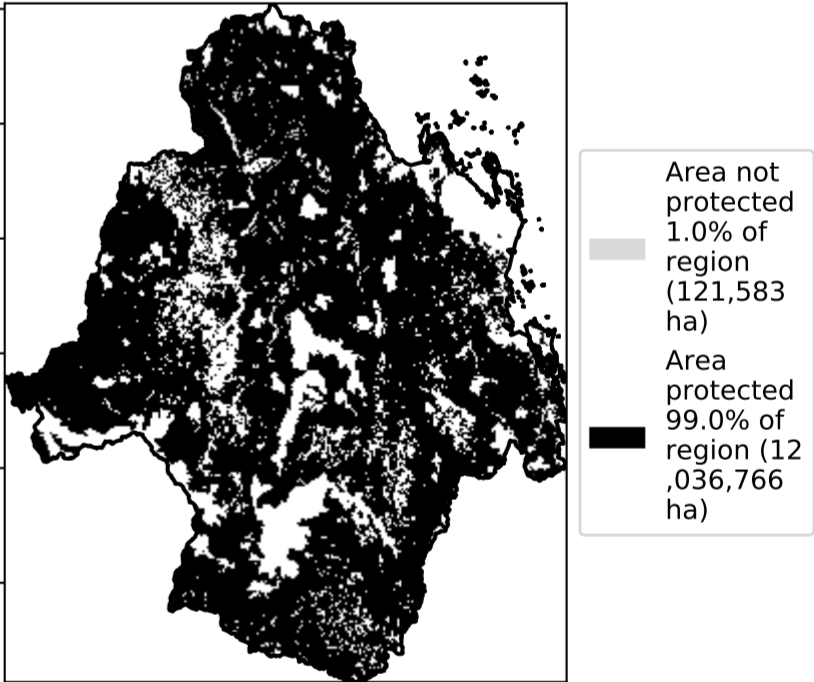 Area not
protected
1.0% of
region
(121,583
ha)
Area
protected
99.0% of
region (12
,036,766
ha)